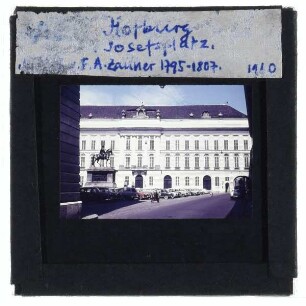 Hofburg
Josefsplatz.
F. A. Zauner 1795-1807. 1910